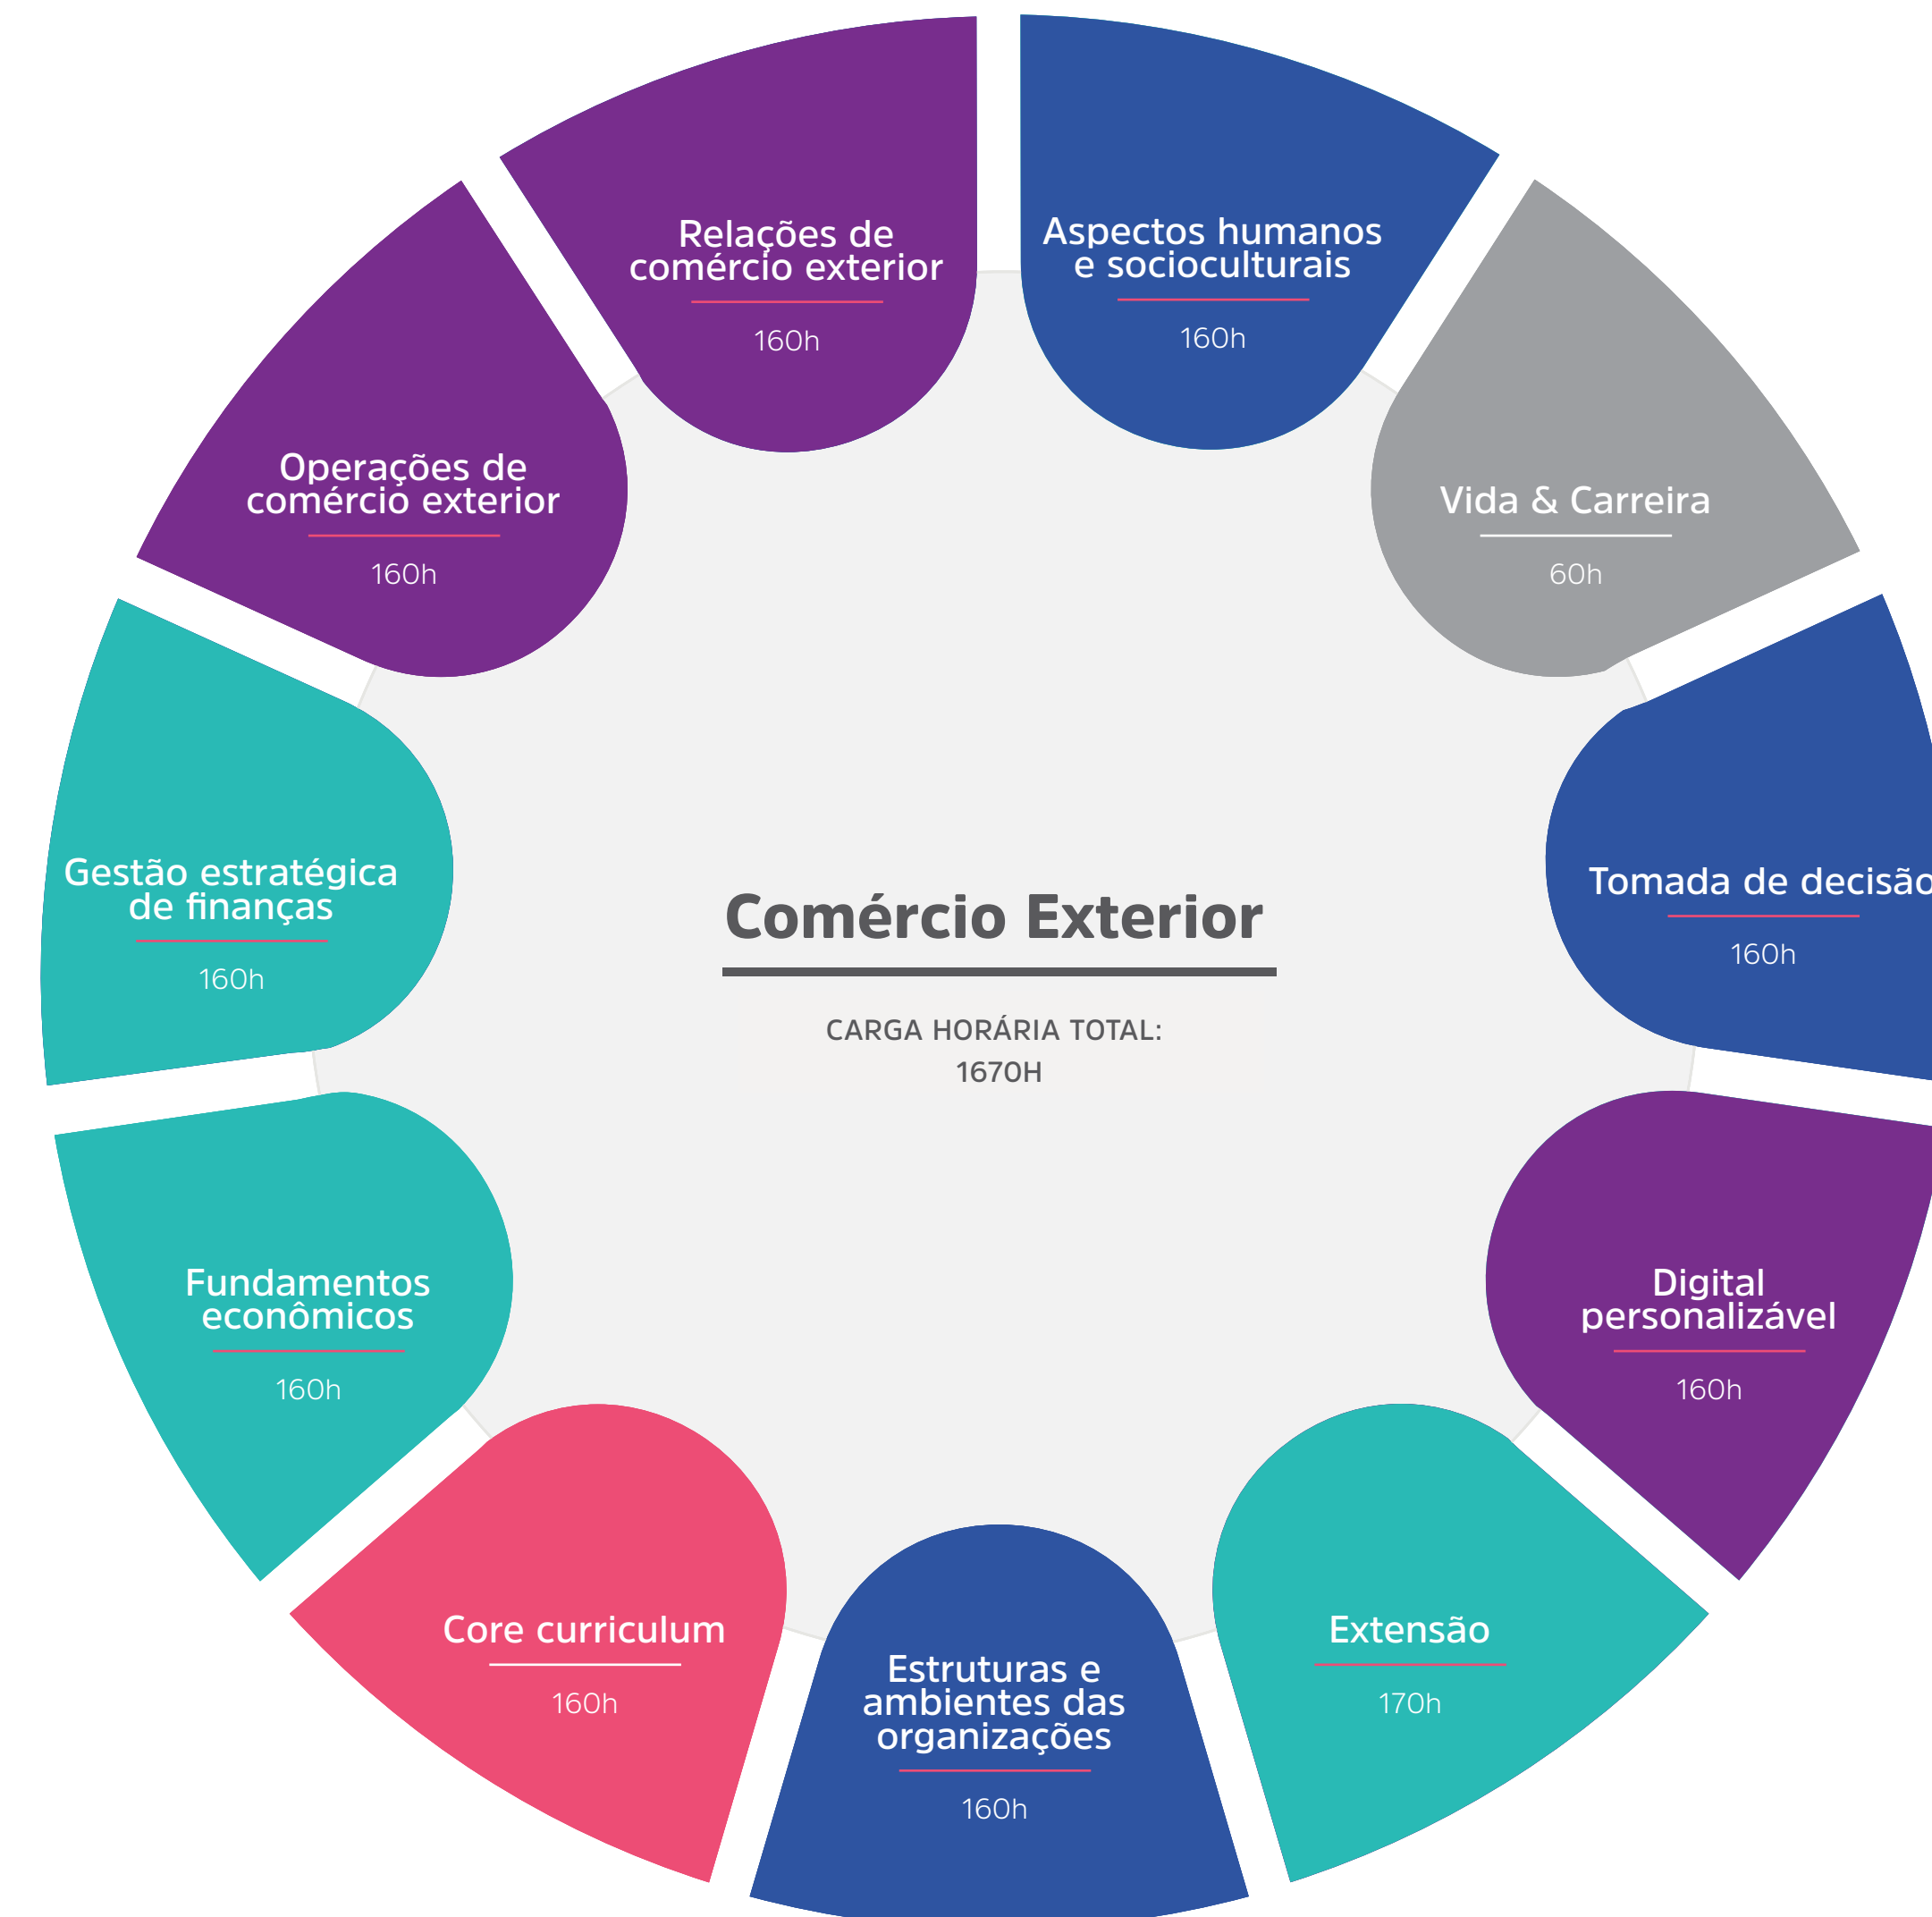 Relações de
comércio exterior
160h
Aspectos humanos
e socioculturais
160h
Operações de
comércio exterior
160h
Vida & Carreira
60h
Gestão estratégica
de finanças
160h
Tomada de decisão
160h
Comércio Exterior
CARGA HORÁRIA TOTAL:
1670H
Fundamentos
econômicos
160h
Digital
personalizável
160h
Core curriculum
160h
Estruturas e
ambientes das
organizações
160h
Extensão
170h